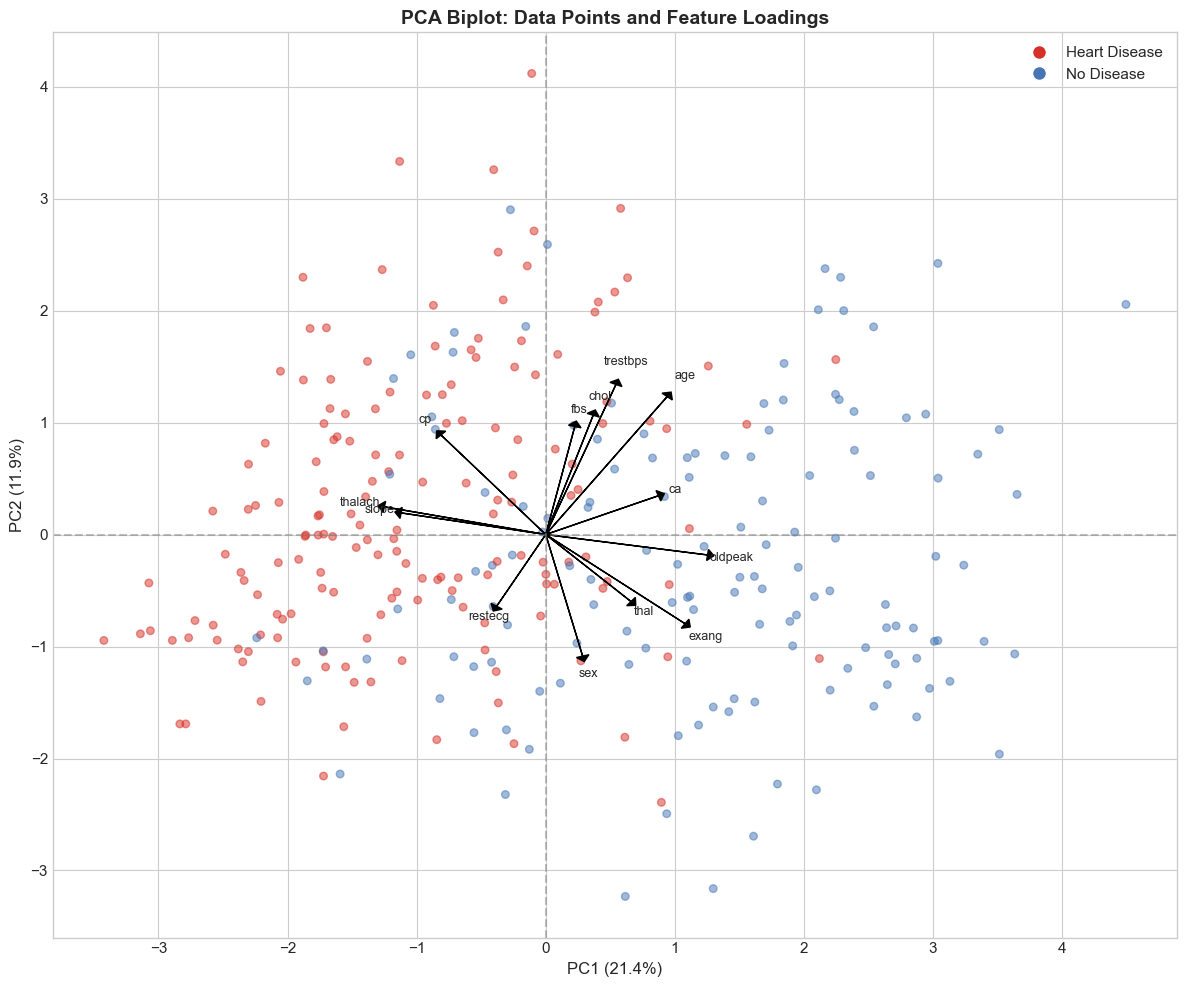 PCA Biplot: Data Points and Feature Loadings
Heart Disease
No Disease
4
3
2
1
0
−1
−2
−3
PC2 (11.9%)
trestbps
age
chol
fbs
cp
ca
thalach
slope
oldpeak
restecg
thal
exang
sex
−3
−2
−1
0
1
2
3
4
PC1 (21.4%)